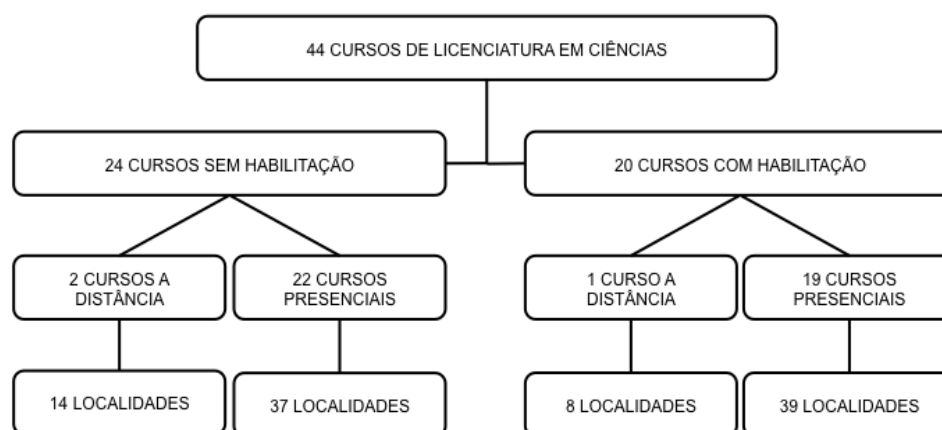 44 CURSOS DE LICENCIATURA EM CIÊNCIAS
24 CURSOS SEM HABILITAÇÃO
20 CURSOS COM HABILITAÇÃO
2 CURSOS A
DISTÂNCIA
22 CURSOS
PRESENCIAIS
1 CURSO A
DISTÂNCIA
19 CURSOS
PRESENCIAIS
14 LOCALIDADES
37 LOCALIDADES
8 LOCALIDADES
39 LOCALIDADES